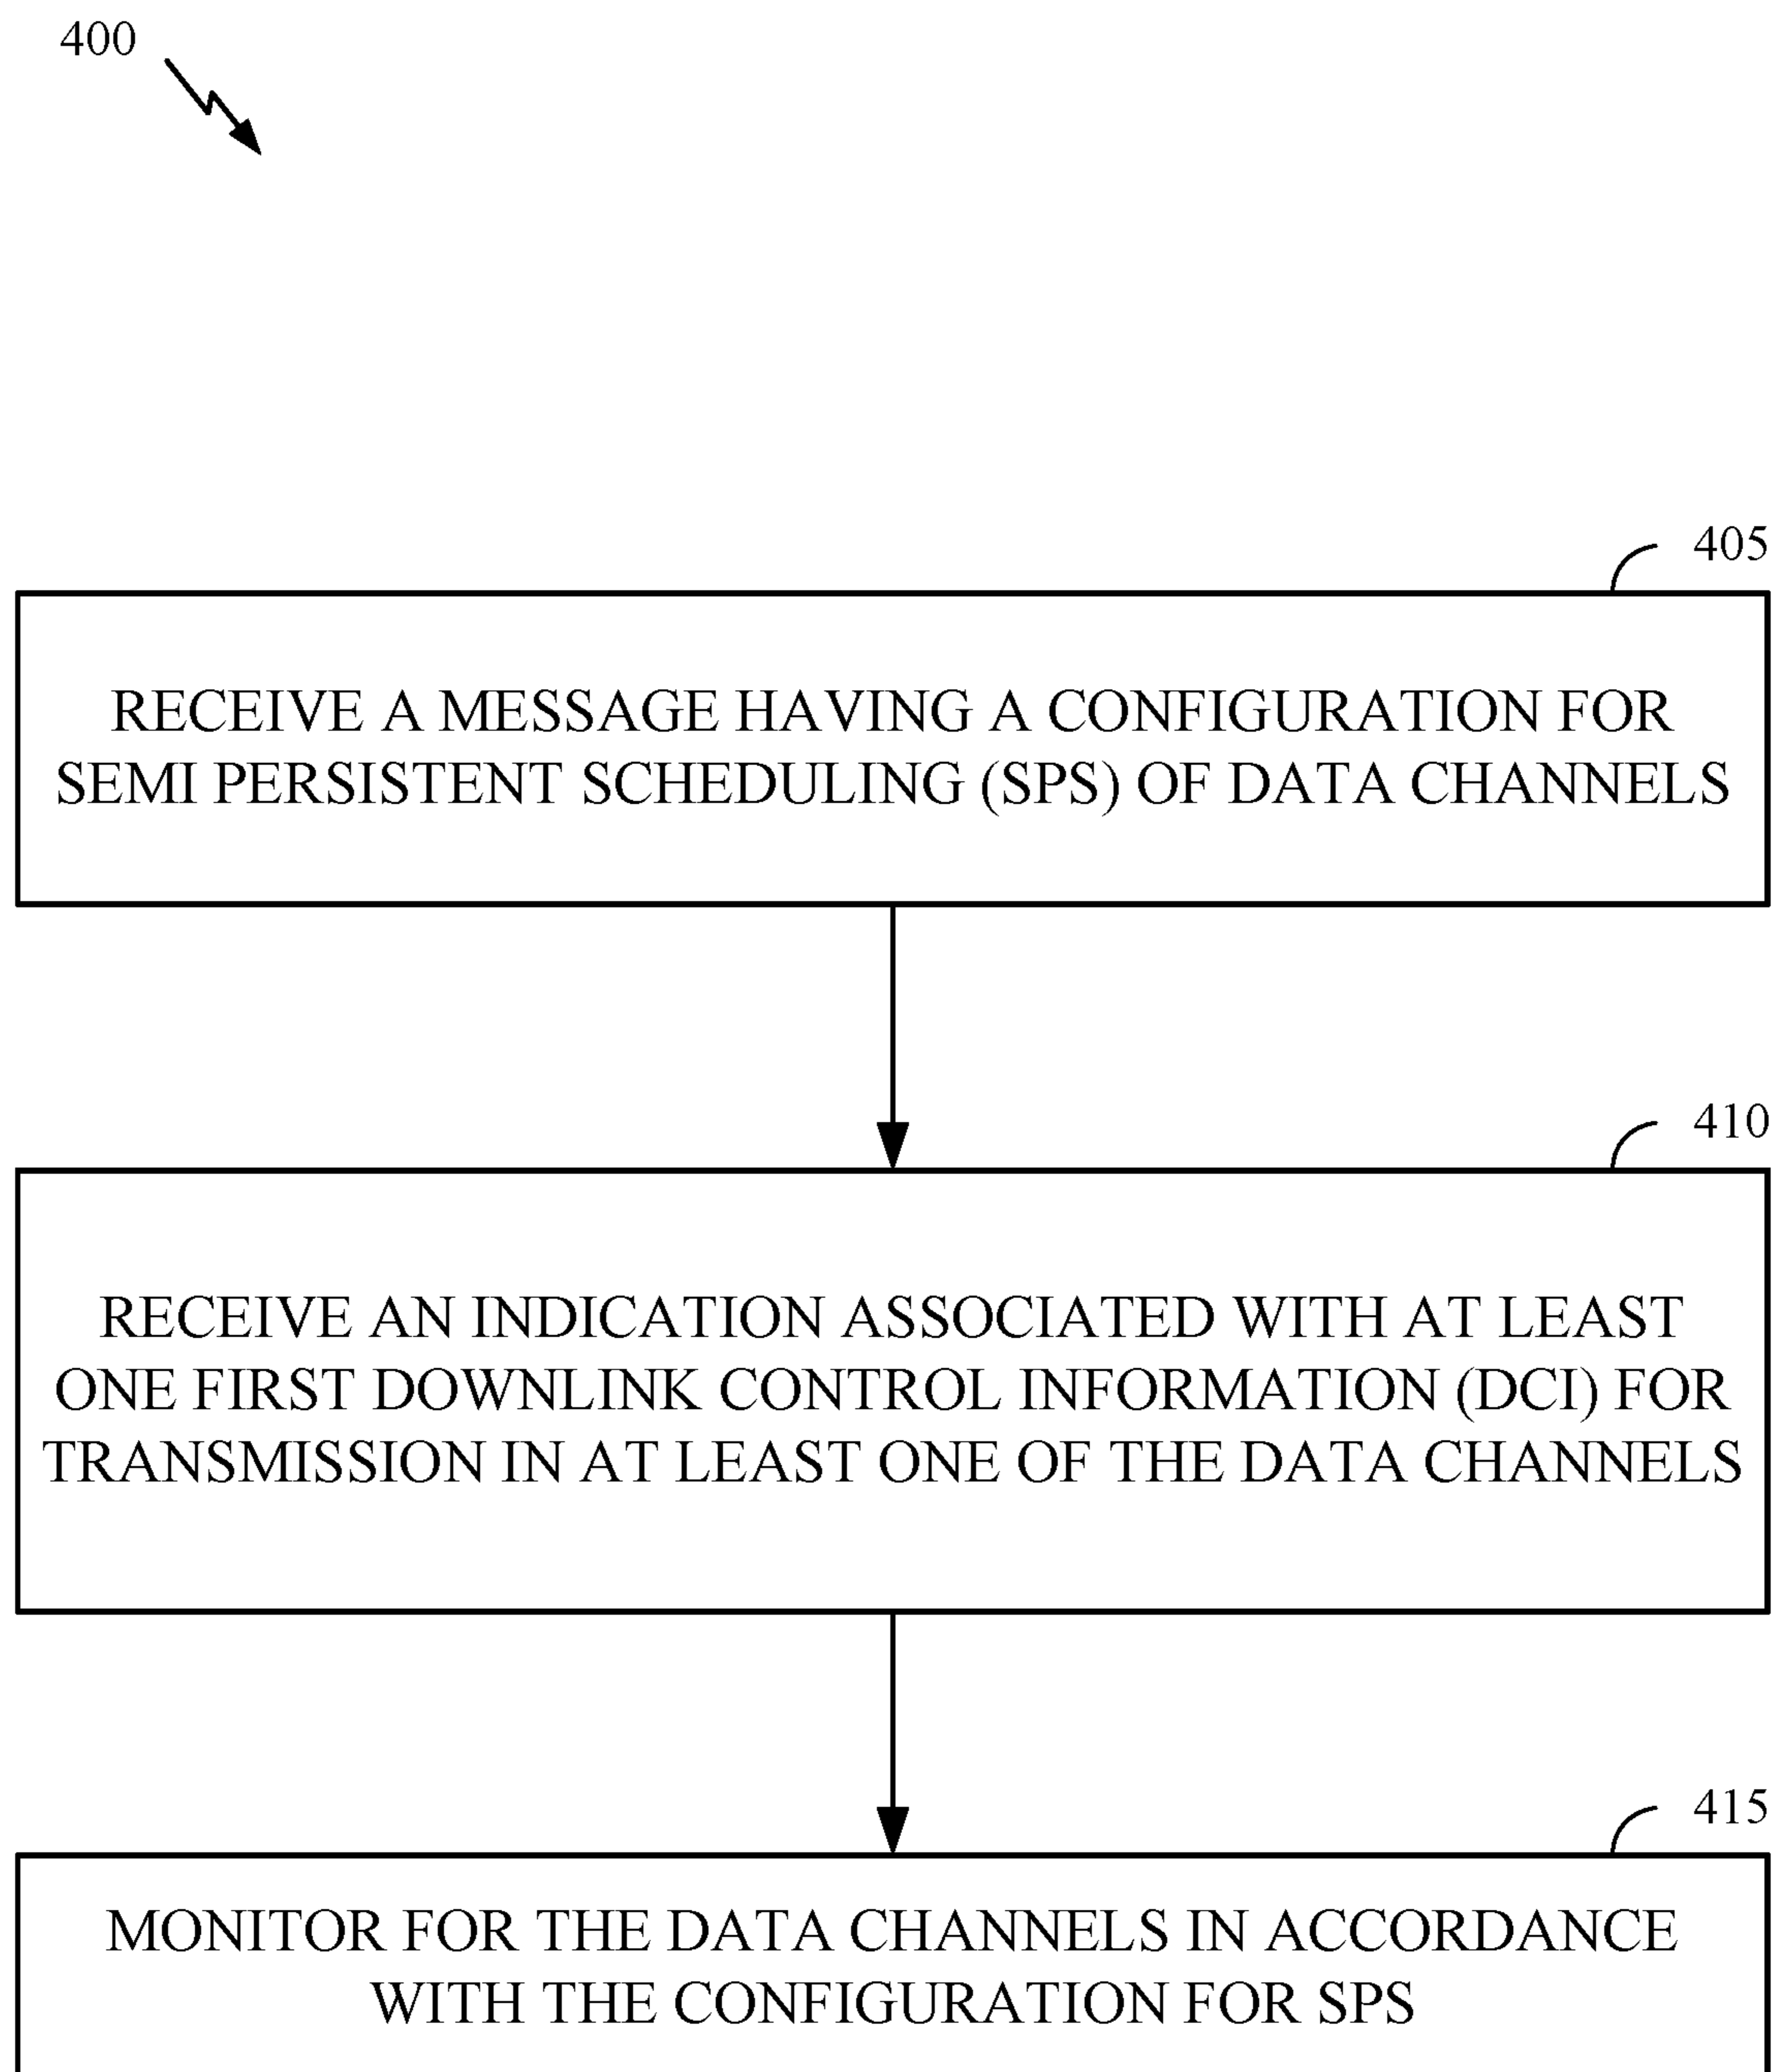 400
405
RECEIVE A MESSAGE HAVING A CONFIGURATION FOR
SEMI PERSISTENT SCHEDULING (SPS) OF DATA CHANNELS
410
RECEIVE AN INDICATION ASSOCIATED WITH AT LEAST
ONE FIRST DOWNLINK CONTROL INFORMATION (DCI) FOR
TRANSMISSION IN AT LEAST ONE OF THE DATA CHANNELS
415
MONITOR FOR THE DATA CHANNELS IN ACCORDANCE
WITH THE CONFIGURATION FOR SPS